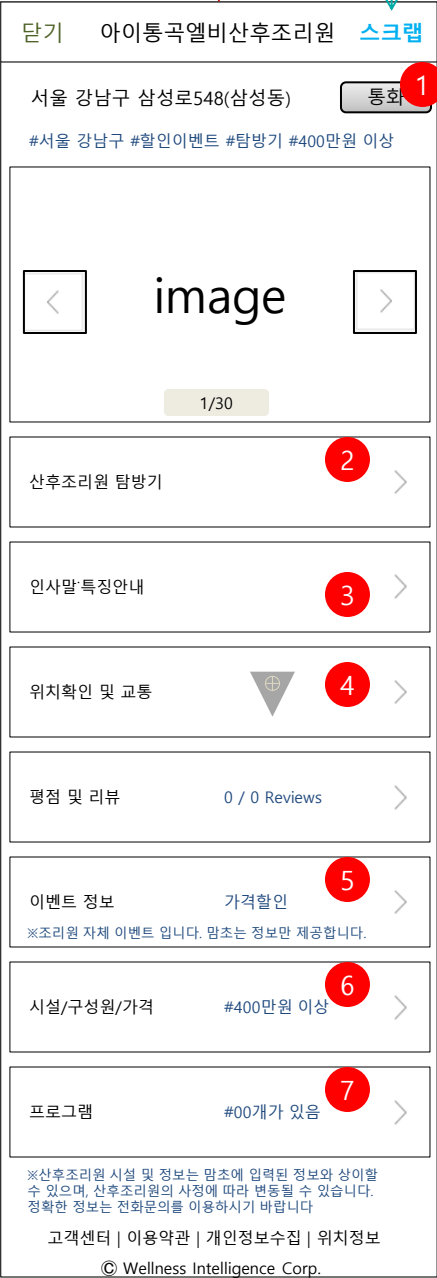 닫기 아이통곡엘비산후조리원 스크랩
1
서울 강남구 삼성로548(삼성동) 통화
#서울 강남구 #할인이벤트 #탐방기 #400만원 이상
image
1/30
2
산후조리원 탐방기
인사말·특징안내
3
위치확인 및 교통 4
평점 및 리뷰 0 / 0 Reviews
5
이벤트 정보 가격할인
※조리원 자체 이벤트 입니다. 맘초는 정보만 제공합니다.
6
시설/구성원/가격 #400만원 이상
7
프로그램 #00개가 있음
※산후조리원 시설 및 정보는 맘초에 입력된 정보와 상이할
수 있으며, 산후조리원의 사정에 따라 변동될 수 있습니다.
정확한 정보는 전화문의를 이용하시기 바랍니다
고객센터 | 이용약관 | 개인정보수집 | 위치정보
Ⓒ Wellness Intelligence Corp.